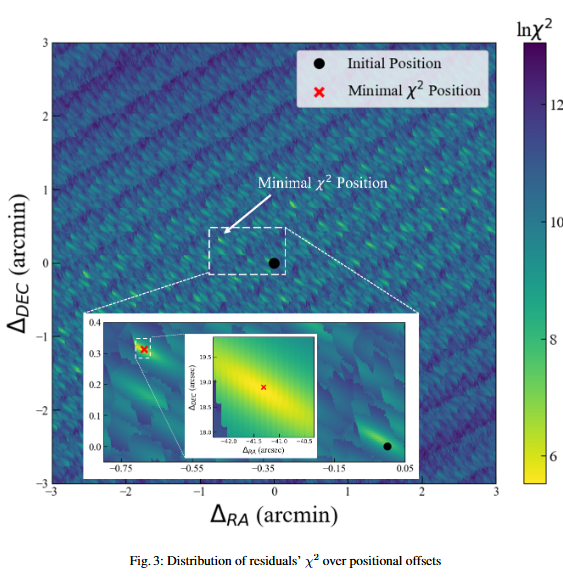 lnχ²
3
2
1
0
−1
−2
−3
Δ_DEC (arcmin)
Initial Position
Minimal χ² Position
Minimal χ² Position
12
10
8
6
0.4
0.3
0.2
0.1
0.0
−0.75 −0.55 −0.35 −0.15 0.05
19.5
19.0
18.5
18.0
Δ_DEC (arcsec)
−42.0 −41.5 −41.0 −40.5
Δ_RA (arcsec)
−3 −2 −1 0 1 2 3
Δ_RA (arcmin)
Fig. 3: Distribution of residuals’ χ² over positional offsets